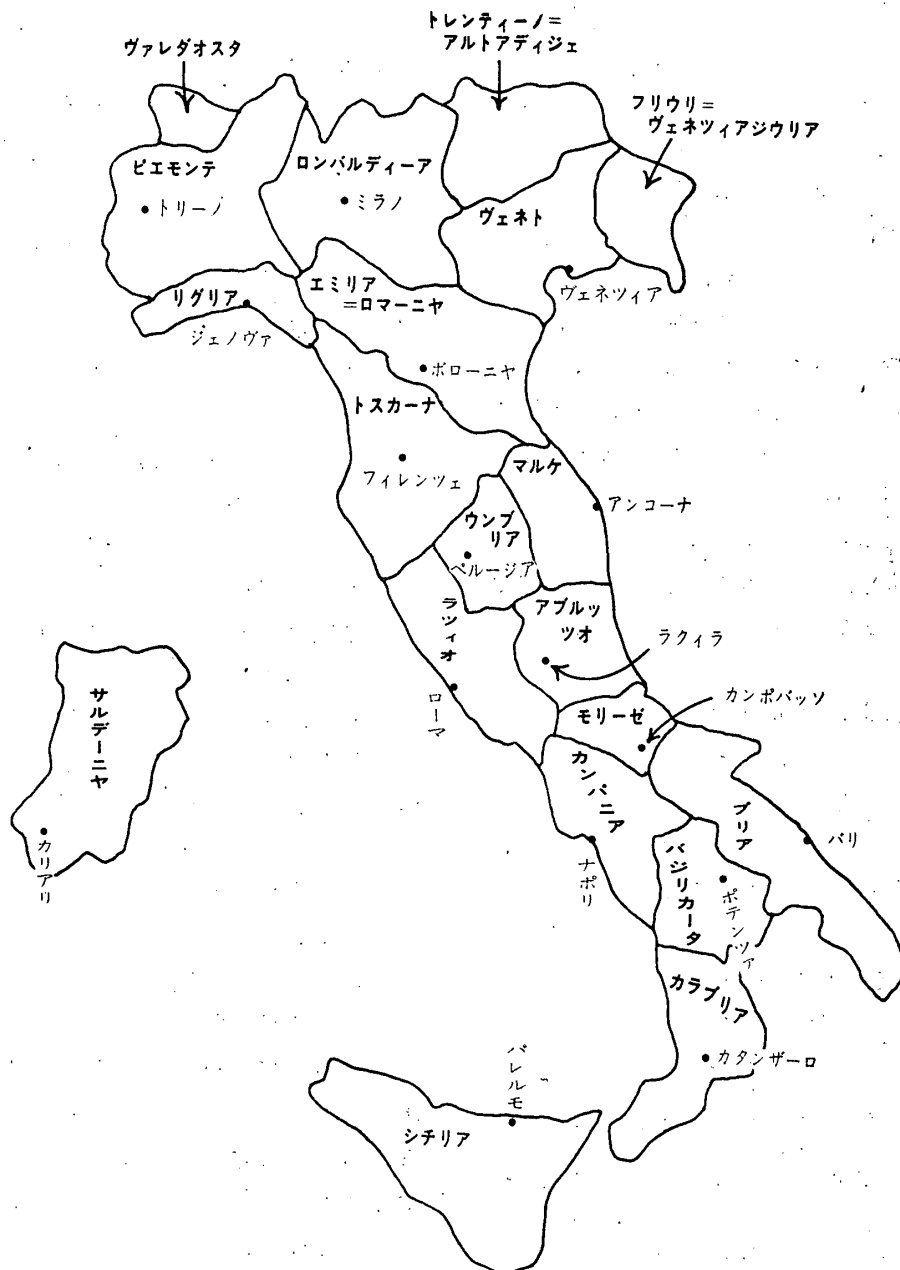 トレンティーノ=
アルトアディジェ
ヴァレダオスタ
フリウリ=
ヴェネツィアジウリア
ピエモンテ
ロンバルディーア
トリーノ
ミラノ
ヴェネト
リグリア
エミリア
=ロマーニヤ
ヴェネツィア
ジェノヴァ
ボローニヤ
トスカーナ
マルケ
フィレンツェ
アンコーナ
ウンブ
リア
ペルージア
ラツィオ
アブルッ
ツオ
ラクィラ
ローマ
サルデーニヤ
モリーゼ
カンポバッソ
カンパニア
プリア
バリ
カリアリ
ナポリ
バジリカータ
ポテンツァ
カラブリア
カタンザーロ
パレルモ
シチリア